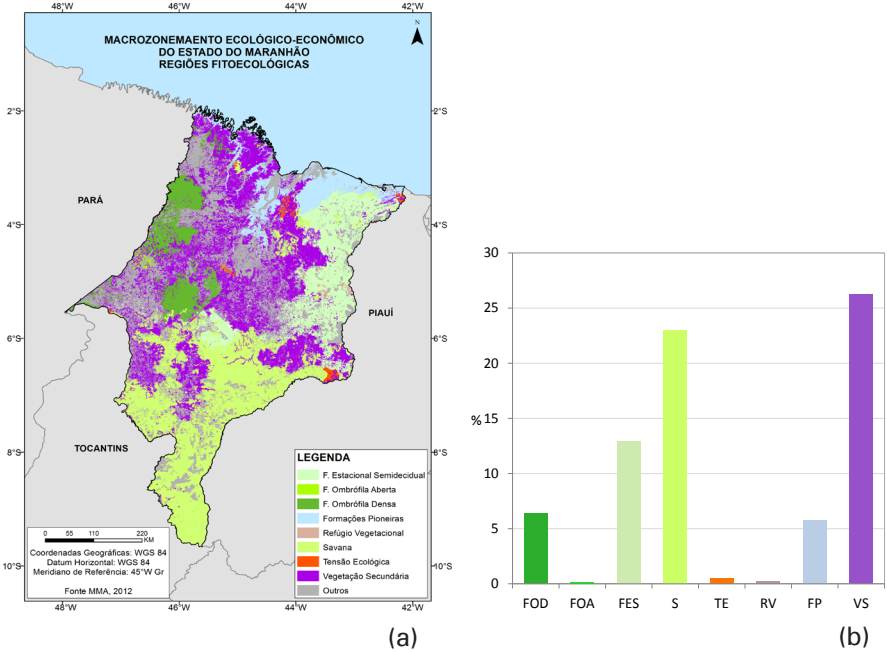 48°W 46°W 44°W 42°W
N
MACROZONEMAENTO ECOLÓGICO-ECONÔMICO
DO ESTADO DO MARANHÃO
REGIÕES FITOECOLÓGICAS
2°S 2°S
PARÁ
4°S 4°S
PIAUÍ
6°S 6°S
TOCANTINS
8°S 8°S
10°S 10°S
LEGENDA
F. Estacional Semidecidual
F. Ombrófila Aberta
F. Ombrófila Densa
Formações Pioneiras
Refúgio Vegetacional
Savana
Tensão Ecológica
Vegetação Secundária
Outros
0 55 110 220
KM
Coordenadas Geográficas: WGS 84
Datum Horizontal: WGS 84
Meridiano de Referência: 45°W Gr
Fonte MMA, 2012
48°W 46°W 44°W 42°W
(a)
30
25
20
% 15
10
5
0
FOD FOA FES S TE RV FP VS
(b)